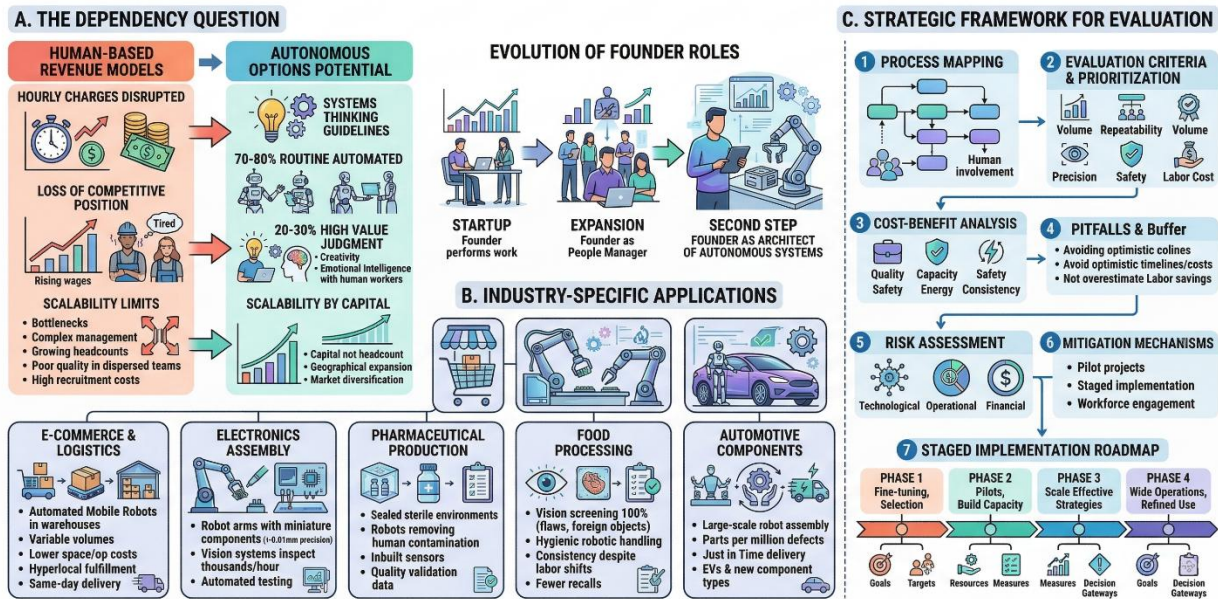 A. THE DEPENDENCY QUESTION
HUMAN-BASED
REVENUE MODELS
AUTONOMOUS
OPTIONS POTENTIAL
HOURLY CHARGES DISRUPTED
SYSTEMS
THINKING
GUIDELINES
70-80% ROUTINE AUTOMATED
LOSS OF COMPETITIVE
POSITION
Tired
Rising wages
20-30% HIGH VALUE
JUDGMENT
• Creativity
• Emotional Intelligence
with human workers
SCALABILITY LIMITS
• Bottlenecks
• Complex management
• Growing headcounts
• Poor quality in dispersed teams
• High recruitment costs
SCALABILITY BY CAPITAL
• Capital not headcount
• Geographical expansion
• Market diversification
EVOLUTION OF FOUNDER ROLES
STARTUP
Founder
performs work
EXPANSION
Founder as
People Manager
SECOND STEP
FOUNDER AS ARCHITECT
OF AUTONOMOUS SYSTEMS
B. INDUSTRY-SPECIFIC APPLICATIONS
E-COMMERCE &
LOGISTICS
• Automated Mobile Robots
in warehouses
• Variable volumes
• Lower space/op costs
• Hyperlocal fulfillment
• Same-day delivery
ELECTRONICS
ASSEMBLY
• Robot arms with miniature
components (ı-0.01mm precision)
• Vision systems inspect
thousands/hour
• Automated testing
PHARMACEUTICAL
PRODUCTION
• Sealed sterile environments
• Robots removing
human contamination
• Inbuilt sensors
• Quality validation
data
FOOD
PROCESSING
• Vision screening 100%
(flaws, foreign objects)
• Hygienic robotic handling
• Consistency despite
labor shifts
• Fewer recalls
AUTOMOTIVE
COMPONENTS
• Large-scale robot assembly
• Parts per million defects
• Just in Time delivery
• EVs & new component
types
C. STRATEGIC FRAMEWORK FOR EVALUATION
1 PROCESS MAPPING
Human
involvement
2 EVALUATION CRITERIA
& PRIORITIZATION
Volume Repeatability Volume
Precision Safety Labor Cost
3 COST-BENEFIT ANALYSIS
Quality
Safety
Capacity
Energy
Safety
Consistency
4 PITFALLS & Buffer
• Avoiding optimistic colines
• Avoid optimistic timelines/costs
• Not overestimate Labor savings
5 RISK ASSESSMENT
Technological Operational Financial
6 MITIGATION MECHANISMS
• Pilot projects
• Staged implementation
• Workforce engagement
7 STAGED IMPLEMENTATION ROADMAP
PHASE 1
Fine-tuning,
Selection
PHASE 2
Pilots,
Build Capacity
PHASE 3
Scale Effective
Strategies
PHASE 4
Wide Operations,
Refined Use
Goals Targets
Resources Measures
Measures Decision
Gateways
Goals Decision
Gateways